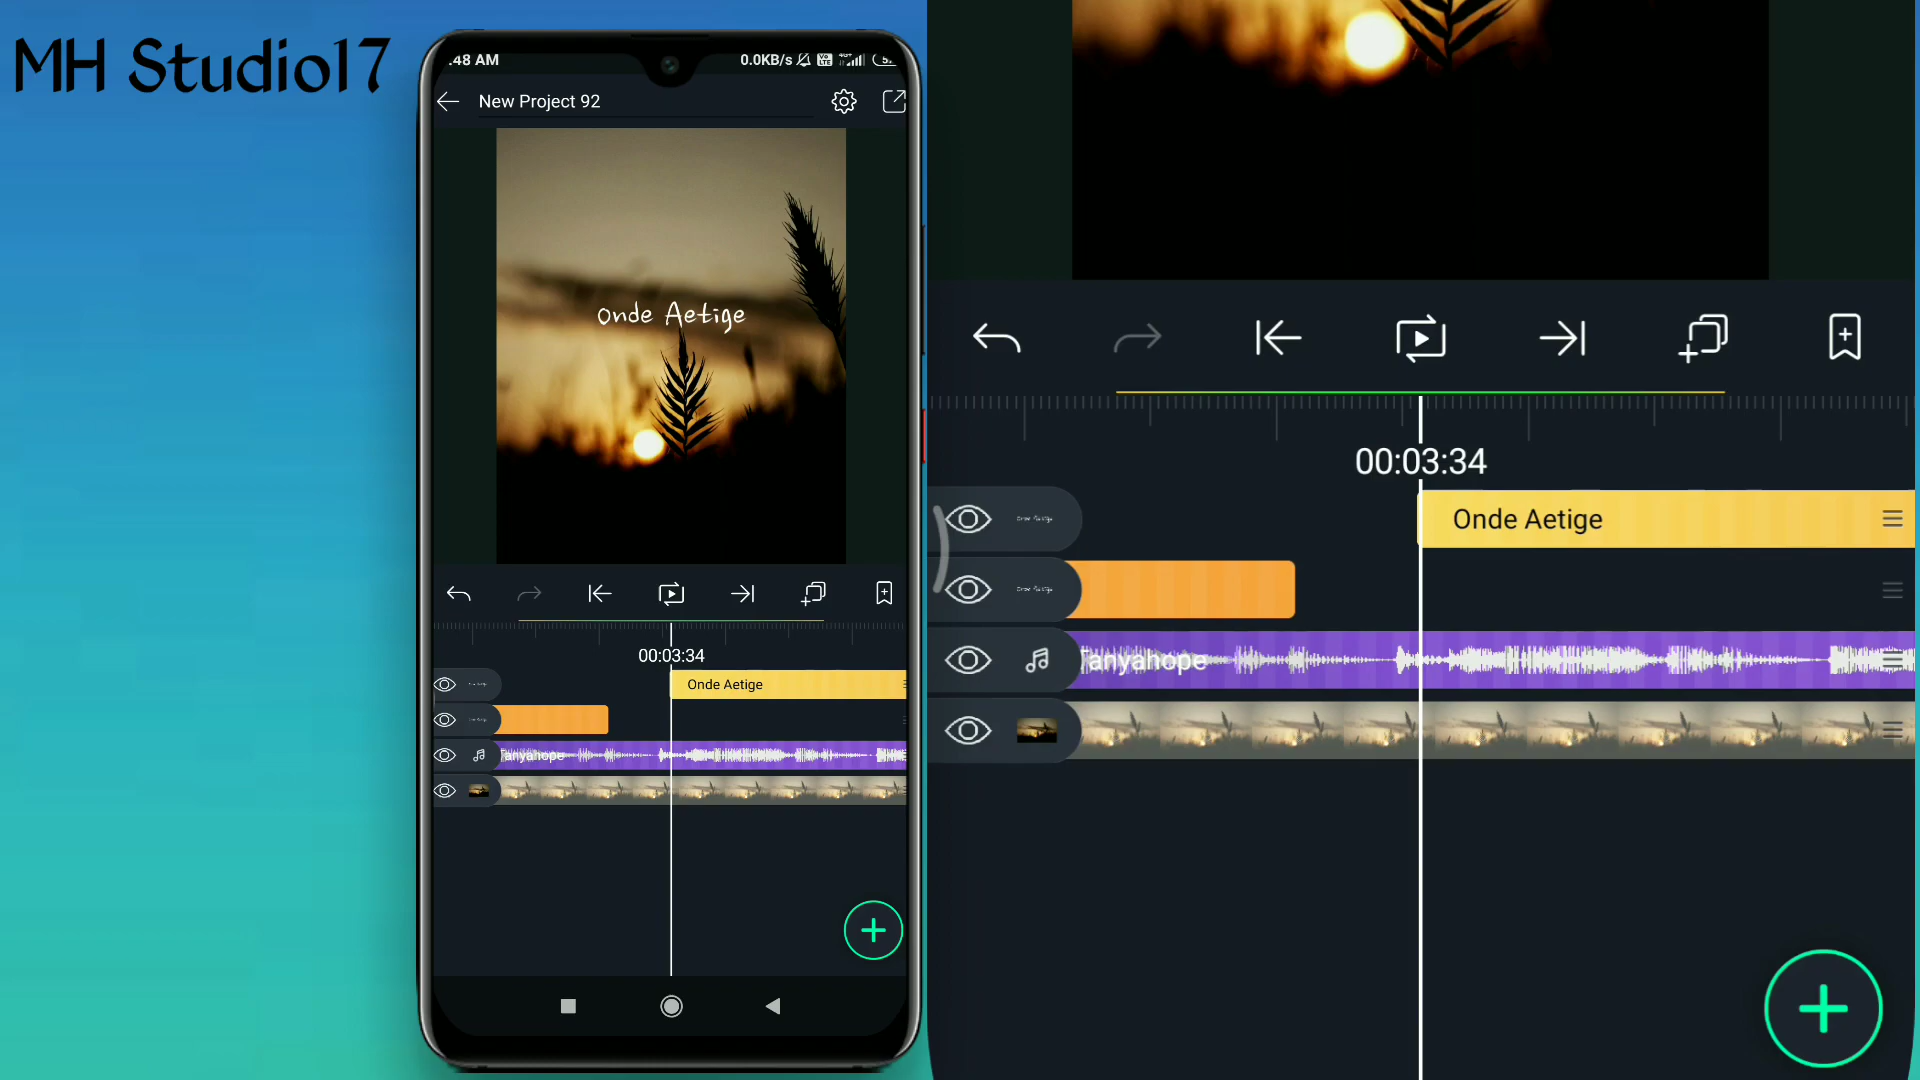 MH Studio17
:48 AM
0.0KB/s
New Project 92
Onde Aetige
00:03:34
Onde Aetige
Tanyahope
00:03:34
Onde Aetige
Tanyahope